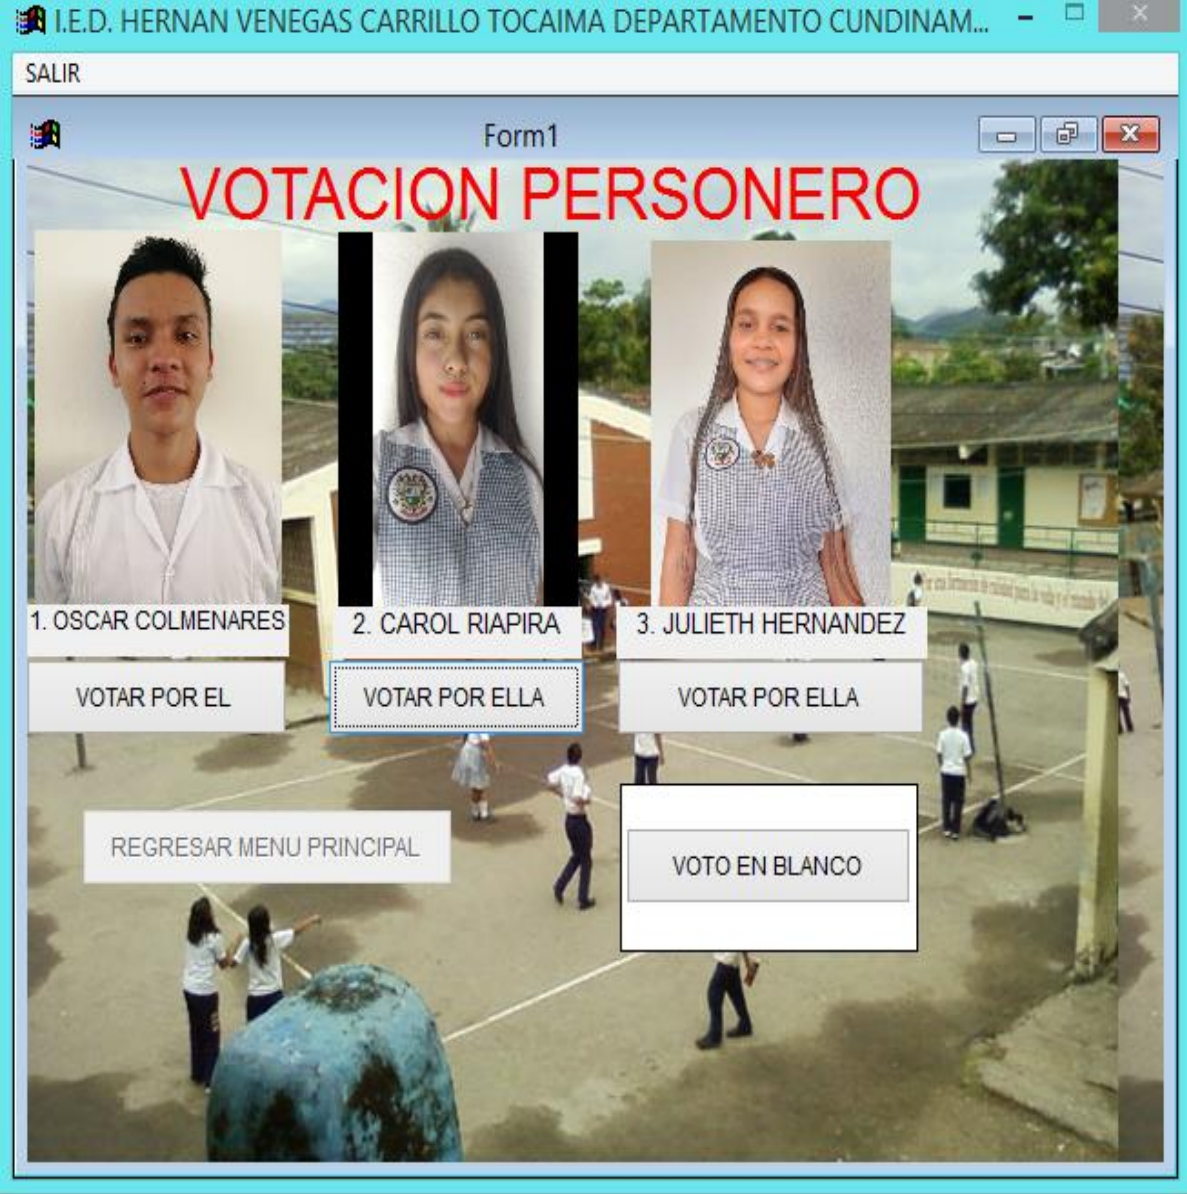 I.E.D. HERNAN VENEGAS CARRILLO TOCAIMA DEPARTAMENTO CUNDINAM...
SALIR
Form1
VOTACION PERSONERO
1. OSCAR COLMENARES
2. CAROL RIAPIRA
3. JULIETH HERNANDEZ
VOTAR POR EL
VOTAR POR ELLA
VOTAR POR ELLA
REGRESAR MENU PRINCIPAL
VOTO EN BLANCO